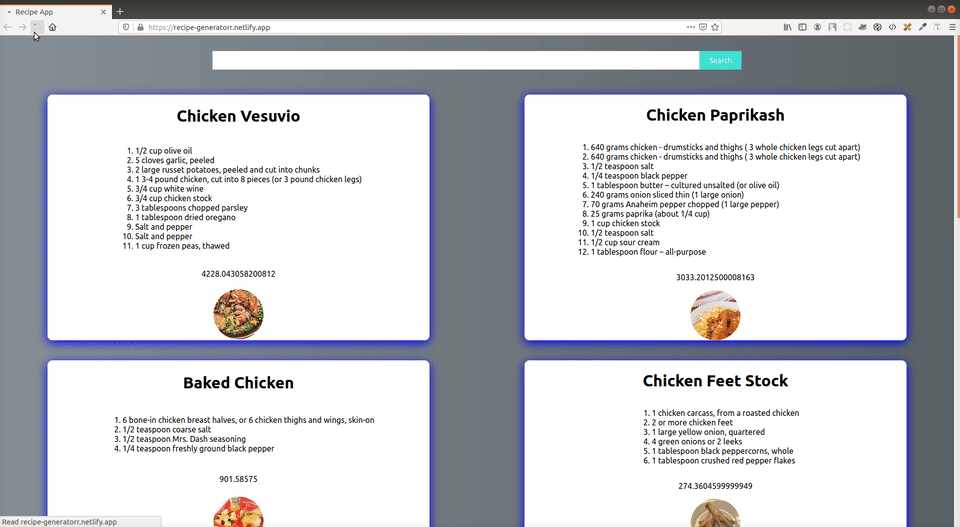 Recipe App
https://recipe-generatorr.netlify.app
Search
Chicken Vesuvio
1. 1/2 cup olive oil
2. 5 cloves garlic, peeled
3. 2 large russet potatoes, peeled and cut into chunks
4. 1 3-4 pound chicken, cut into 8 pieces (or 3 pound chicken legs)
5. 3/4 cup white wine
6. 3/4 cup chicken stock
7. 3 tablespoons chopped parsley
8. 1 tablespoon dried oregano
9. Salt and pepper
10. Salt and pepper
11. 1 cup frozen peas, thawed
4228.043058200812
Chicken Paprikash
1. 640 grams chicken - drumsticks and thighs ( 3 whole chicken legs cut apart)
2. 640 grams chicken - drumsticks and thighs ( 3 whole chicken legs cut apart)
3. 1/2 teaspoon salt
4. 1/4 teaspoon black pepper
5. 1 tablespoon butter – cultured unsalted (or olive oil)
6. 240 grams onion sliced thin (1 large onion)
7. 70 grams Anaheim pepper chopped (1 large pepper)
8. 25 grams paprika (about 1/4 cup)
9. 1 cup chicken stock
10. 1/2 teaspoon salt
11. 1/2 cup sour cream
12. 1 tablespoon flour – all-purpose
3033.2012500008163
Baked Chicken
1. 6 bone-in chicken breast halves, or 6 chicken thighs and wings, skin-on
2. 1/2 teaspoon coarse salt
3. 1/2 teaspoon Mrs. Dash seasoning
4. 1/4 teaspoon freshly ground black pepper
901.58575
Chicken Feet Stock
1. 1 chicken carcass, from a roasted chicken
2. 2 or more chicken feet
3. 1 large yellow onion, quartered
4. 4 green onions or 2 leeks
5. 1 tablespoon black peppercorns, whole
6. 1 tablespoon crushed red pepper flakes
274.3604599999949
Read recipe-generatorr.netlify.app